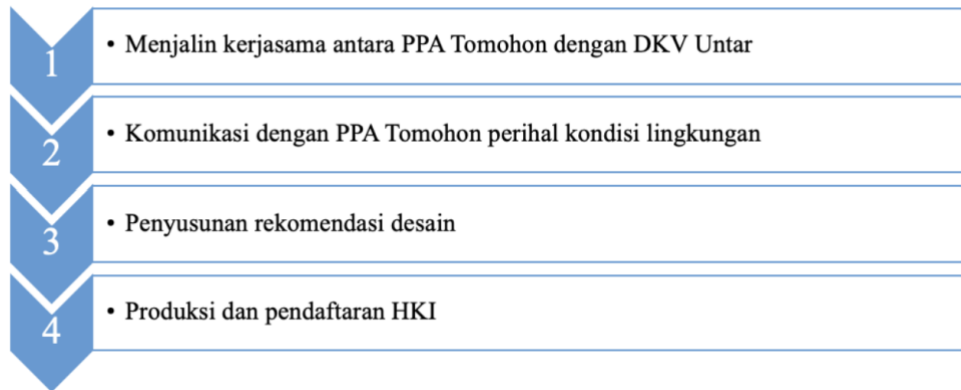 1
• Menjalin kerjasama antara PPA Tomohon dengan DKV Untar
2
• Komunikasi dengan PPA Tomohon perihal kondisi lingkungan
3
• Penyusunan rekomendasi desain
4
• Produksi dan pendaftaran HKI